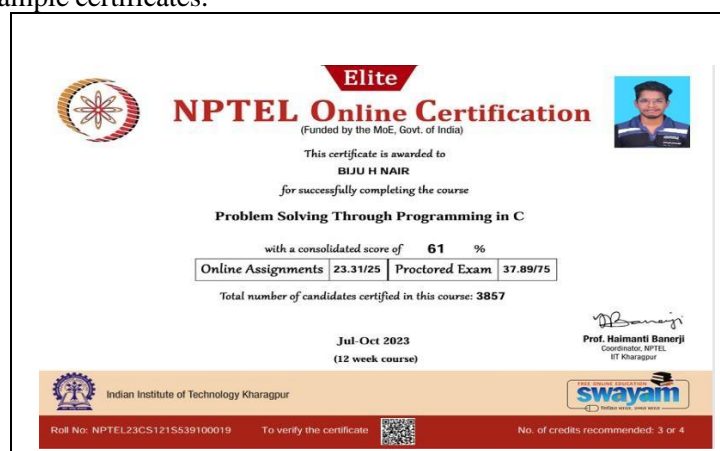 ample certificates.
Elite
NPTEL Online Certification
(Funded by the MoE, Govt. of India)
This certificate is awarded to
BIJU H NAIR
for successfully completing the course
Problem Solving Through Programming in C
with a consolidated score of 61 %
Online Assignments 23.31/25 Proctored Exam 37.89/75
Total number of candidates certified in this course: 3857
Jul-Oct 2023
(12 week course)
Prof. Haimanti Banerji
Coordinator, NPTEL
IIT Kharagpur
Indian Institute of Technology Kharagpur
FREE ONLINE EDUCATION
swayam
Roll No: NPTEL23CS121S539100019 To verify the certificate No. of credits recommended: 3 or 4